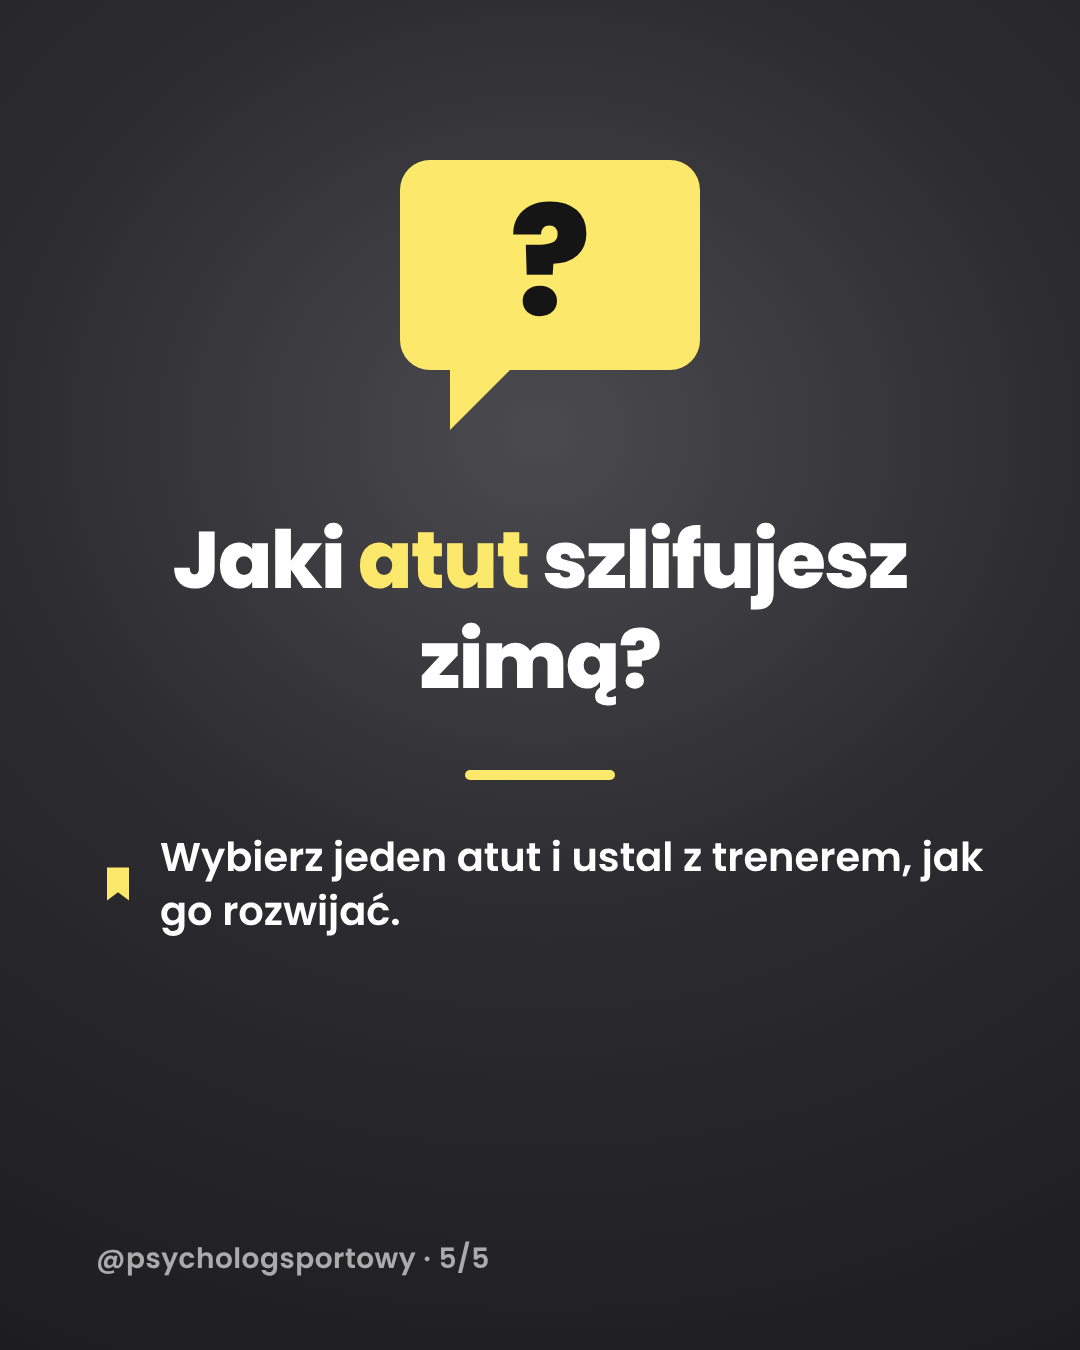 ?
Jaki atut szlifujesz
zimą?
Wybierz jeden atut i ustal z trenerem, jak
go rozwijać.
@psychologsportowy · 5/5